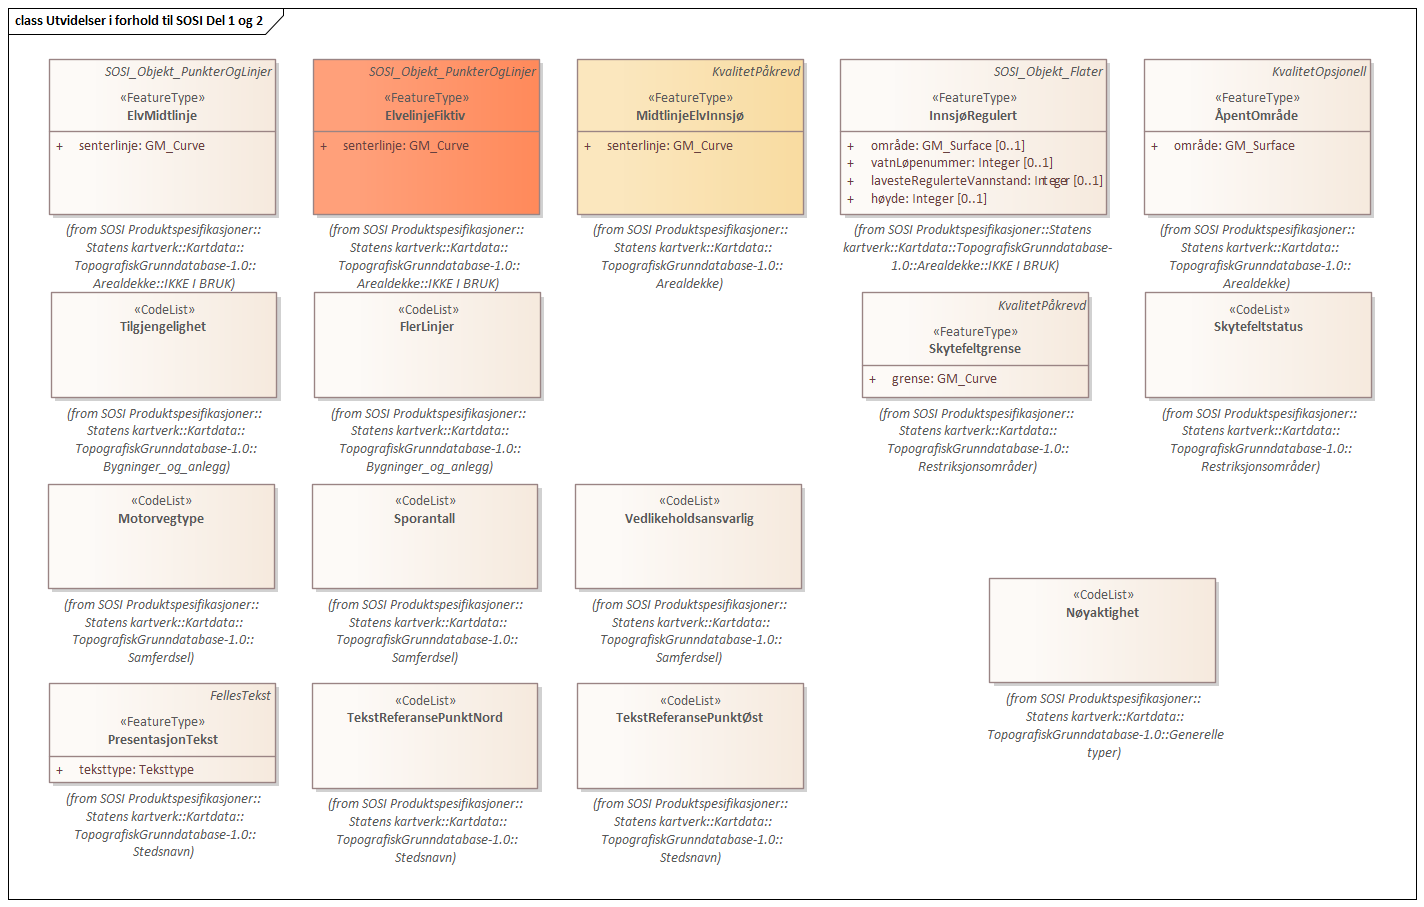 class Utvidelser i forhold til SOSI Del 1 og 2
SOSI_Objekt_PunkterOgLinjer
«FeatureType»
ElvMidtlinje
+ senterlinje: GM_Curve
(from SOSI Produktspesifikasjoner::
Statens kartverk::Kartdata::
TopografiskGrunndatabase-1.0::
Arealdekke::IKKE I BRUK)
SOSI_Objekt_PunkterOgLinjer
«FeatureType»
ElvelinjeFiktiv
+ senterlinje: GM_Curve
(from SOSI Produktspesifikasjoner::
Statens kartverk::Kartdata::
TopografiskGrunndatabase-1.0::
Arealdekke::IKKE I BRUK)
KvalitetPåkrevd
«FeatureType»
MidtlinjeElvInnsjø
+ senterlinje: GM_Curve
(from SOSI Produktspesifikasjoner::
Statens kartverk::Kartdata::
TopografiskGrunndatabase-1.0::
Arealdekke)
SOSI_Objekt_Flater
«FeatureType»
InnsjøRegulert
+ område: GM_Surface [0..1]
+ vatnLøpenummer: Integer [0..1]
+ lavesteRegulerteVannstand: Integer [0..1]
+ høyde: Integer [0..1]
(from SOSI Produktspesifikasjoner::Statens
kartverk::Kartdata::TopografiskGrunndatabase-
1.0::Arealdekke::IKKE I BRUK)
KvalitetOpsjonell
«FeatureType»
ÅpentOmråde
+ område: GM_Surface
(from SOSI Produktspesifikasjoner::
Statens kartverk::Kartdata::
TopografiskGrunndatabase-1.0::
Arealdekke)
«CodeList»
Tilgjengelighet
(from SOSI Produktspesifikasjoner::
Statens kartverk::Kartdata::
TopografiskGrunndatabase-1.0::
Bygninger_og_anlegg)
«CodeList»
FlerLinjer
(from SOSI Produktspesifikasjoner::
Statens kartverk::Kartdata::
TopografiskGrunndatabase-1.0::
Bygninger_og_anlegg)
KvalitetPåkrevd
«FeatureType»
Skytefeltgrense
+ grense: GM_Curve
(from SOSI Produktspesifikasjoner::
Statens kartverk::Kartdata::
TopografiskGrunndatabase-1.0::
Restriksjonsområder)
«CodeList»
Skytefeltstatus
(from SOSI Produktspesifikasjoner::
Statens kartverk::Kartdata::
TopografiskGrunndatabase-1.0::
Restriksjonsområder)
«CodeList»
Motorvegtype
(from SOSI Produktspesifikasjoner::
Statens kartverk::Kartdata::
TopografiskGrunndatabase-1.0::
Samferdsel)
«CodeList»
Sporantall
(from SOSI Produktspesifikasjoner::
Statens kartverk::Kartdata::
TopografiskGrunndatabase-1.0::
Samferdsel)
«CodeList»
Vedlikeholdsansvarlig
(from SOSI Produktspesifikasjoner::
Statens kartverk::Kartdata::
TopografiskGrunndatabase-1.0::
Samferdsel)
«CodeList»
Nøyaktighet
(from SOSI Produktspesifikasjoner::
Statens kartverk::Kartdata::
TopografiskGrunndatabase-1.0::Generelle
typer)
FellesTekst
«FeatureType»
PresentasjonTekst
+ teksttype: Teksttype
(from SOSI Produktspesifikasjoner::
Statens kartverk::Kartdata::
TopografiskGrunndatabase-1.0::
Stedsnavn)
«CodeList»
TekstReferansePunktNord
(from SOSI Produktspesifikasjoner::
Statens kartverk::Kartdata::
TopografiskGrunndatabase-1.0::
Stedsnavn)
«CodeList»
TekstReferansePunktØst
(from SOSI Produktspesifikasjoner::
Statens kartverk::Kartdata::
TopografiskGrunndatabase-1.0::
Stedsnavn)